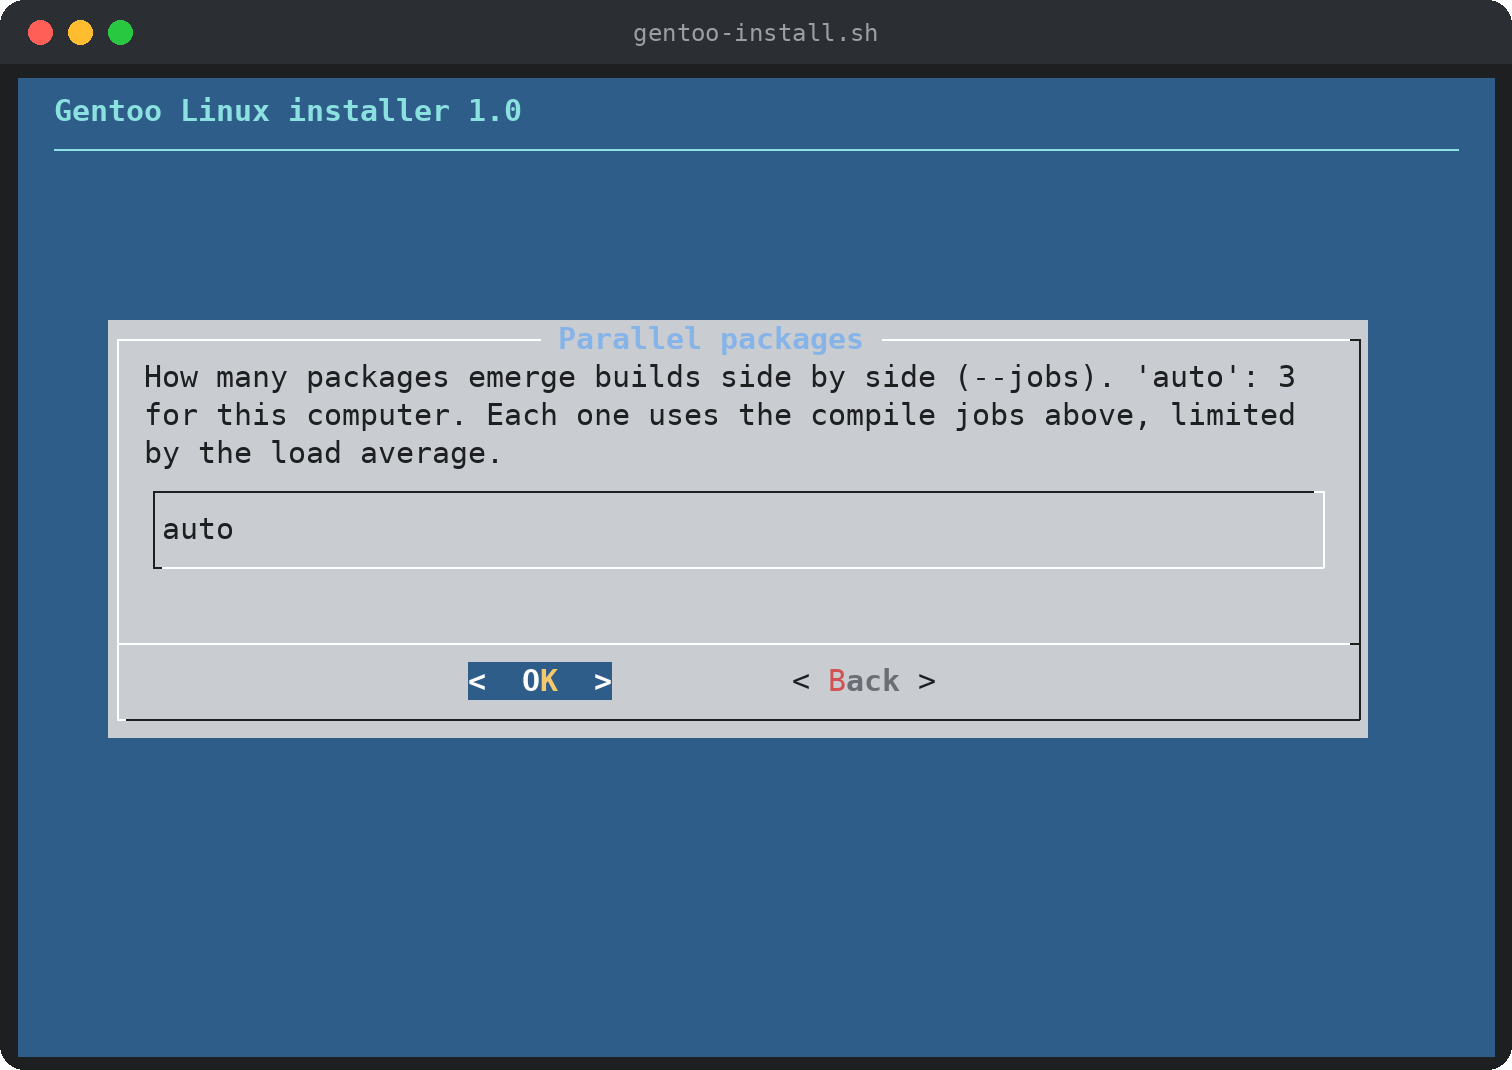 gentoo-install.sh
Gentoo Linux installer 1.0
Parallel packages
How many packages emerge builds side by side (--jobs). 'auto': 3
for this computer. Each one uses the compile jobs above, limited
by the load average.
auto
<  OK  > < Back >